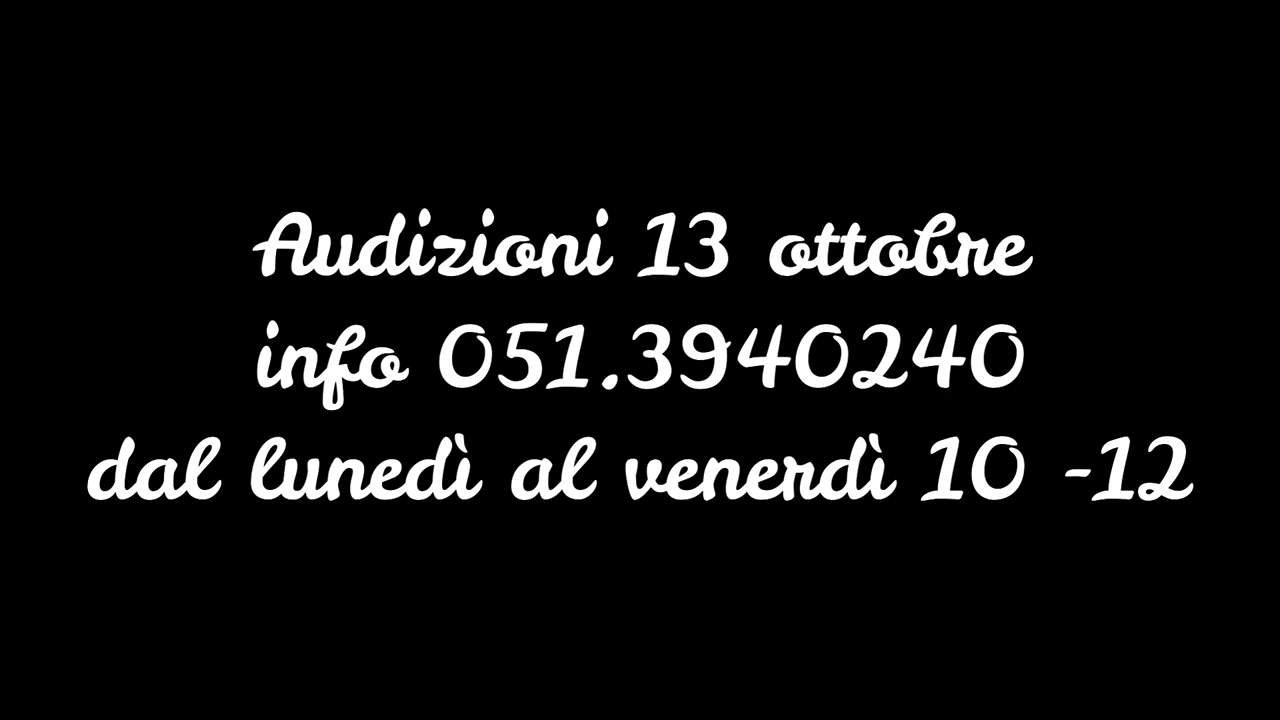 Audizioni 13 ottobre
info 051.3940240
dal lunedì al venerdì 10 -12